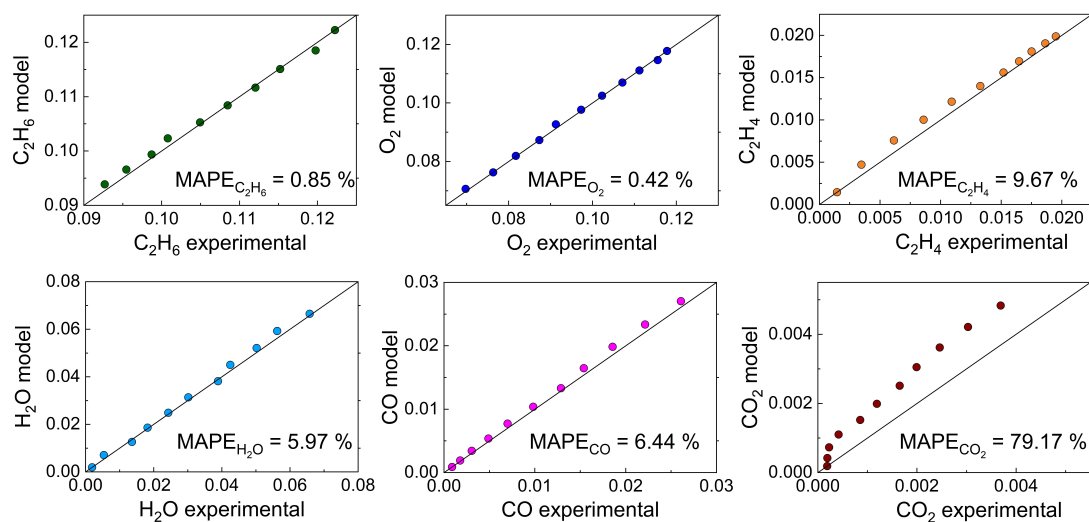 C₂H₆ model
0.12
0.11
0.10
0.09
MAPE_C₂H₆ = 0.85 %
0.09 0.10 0.11 0.12
C₂H₆ experimental
O₂ model
0.12
0.10
0.08
MAPE_O₂ = 0.42 %
0.08 0.10 0.12
O₂ experimental
C₂H₄ model
0.020
0.015
0.010
0.005
0.000
MAPE_C₂H₄ = 9.67 %
0.000 0.005 0.010 0.015 0.020
C₂H₄ experimental
H₂O model
0.08
0.06
0.04
0.02
0.00
MAPE_H₂O = 5.97 %
0.00 0.02 0.04 0.06 0.08
H₂O experimental
CO model
0.03
0.02
0.01
0.00
MAPE_CO = 6.44 %
0.00 0.01 0.02 0.03
CO experimental
CO₂ model
0.004
0.002
0.000
MAPE_CO₂ = 79.17 %
0.000 0.002 0.004
CO₂ experimental